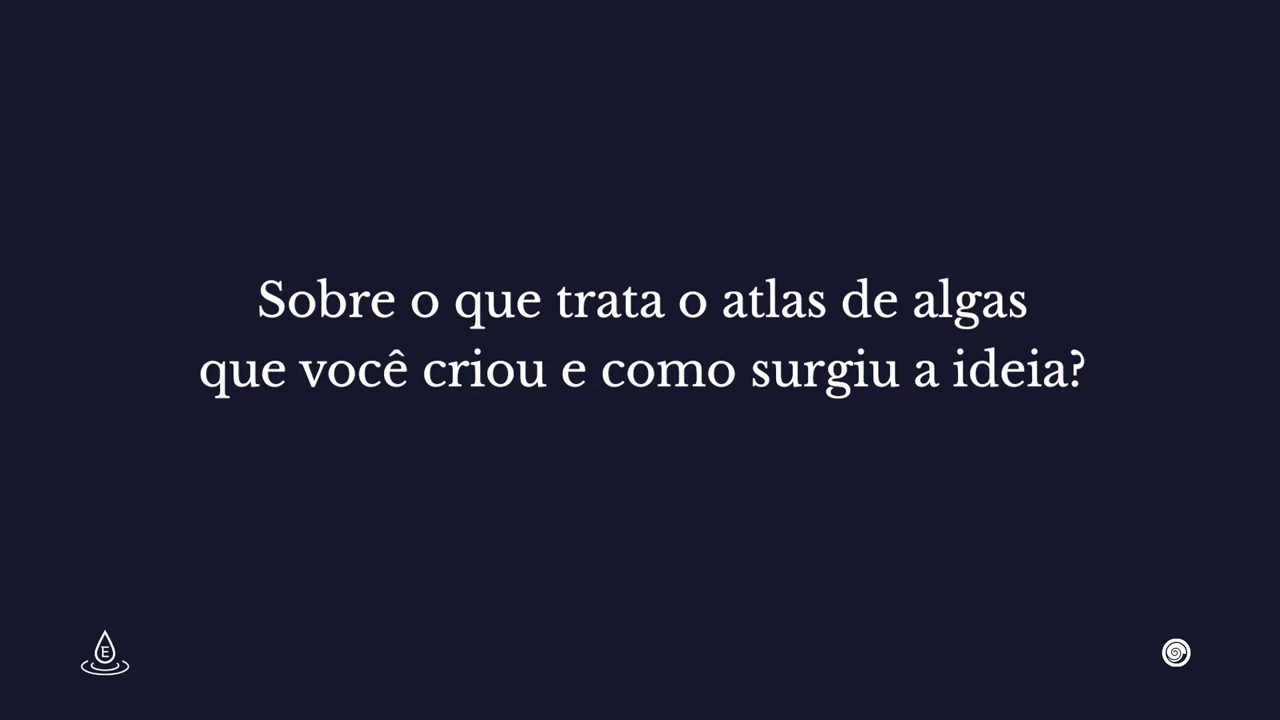 Sobre o que trata o atlas de algas
que você criou e como surgiu a ideia?
E